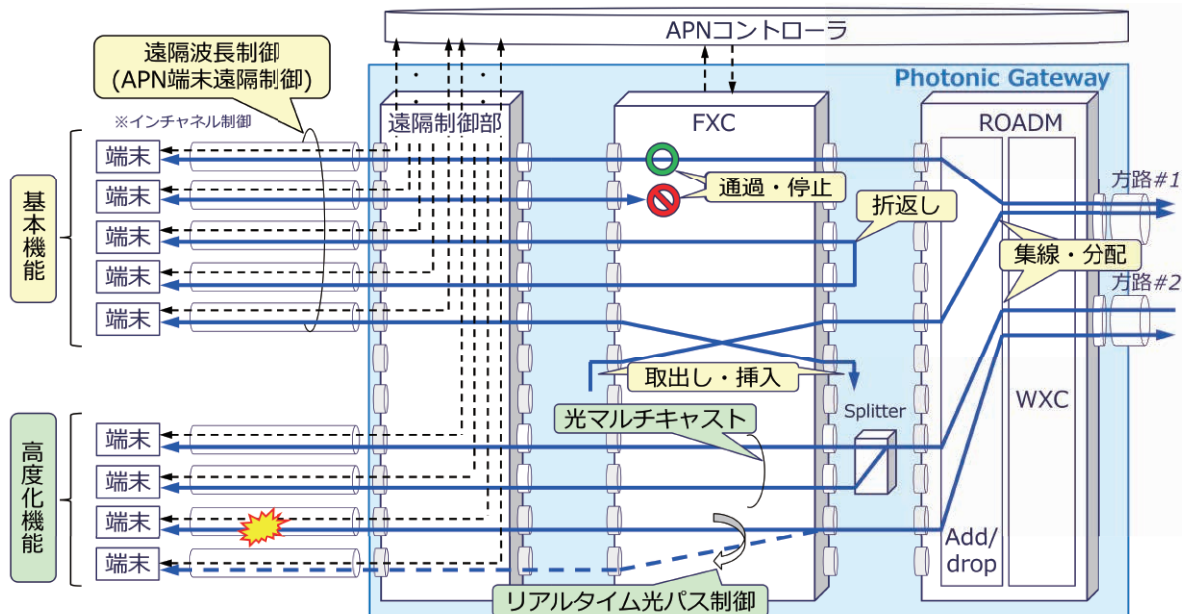 APNコントローラ
遠隔波長制御
(APN端末遠隔制御)
Photonic Gateway
※インチャネル制御
遠隔制御部
FXC
ROADM
基本機能
端末
端末
端末
端末
端末
通過・停止
折返し
方路#1
集線・分配
方路#2
取出し・挿入
光マルチキャスト
Splitter
WXC
高度化機能
端末
端末
端末
端末
Add/
drop
リアルタイム光パス制御